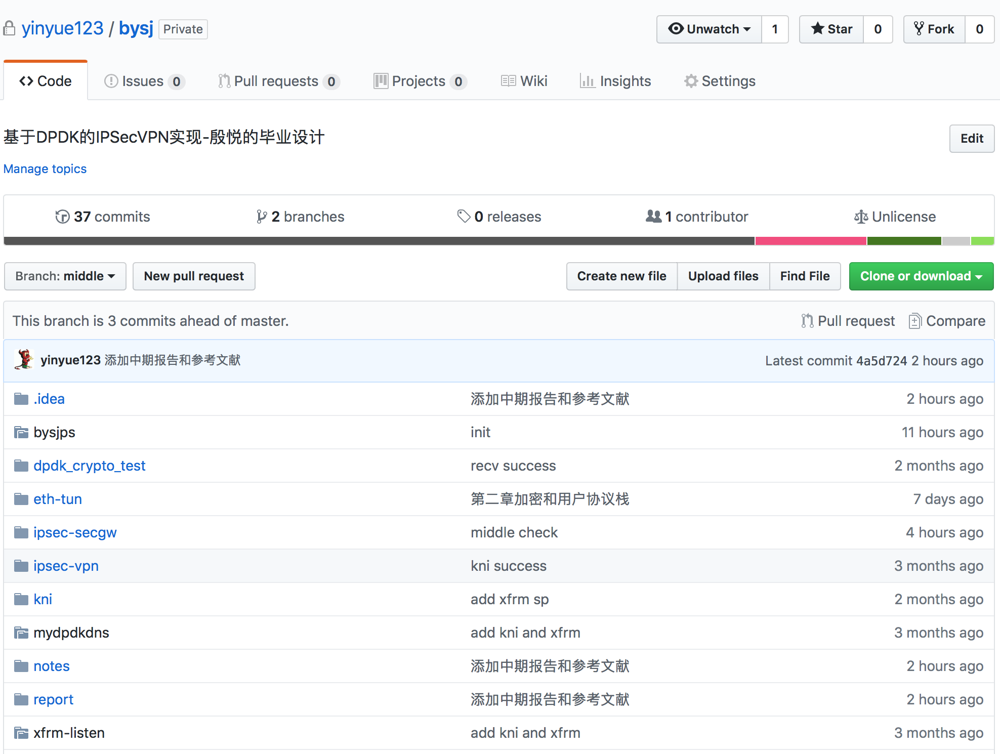 yinyue123 / bysj Private Unwatch 1 Star 0 Fork 0
Code Issues 0 Pull requests 0 Projects 0 Wiki Insights Settings
基于DPDK的IPSecVPN实现-殷悦的毕业设计 Edit
Manage topics
37 commits 2 branches 0 releases 1 contributor Unlicense
Branch: middle New pull request Create new file Upload files Find File Clone or download
This branch is 3 commits ahead of master. Pull request Compare
yinyue123 添加中期报告和参考文献 Latest commit 4a5d724 2 hours ago
.idea 添加中期报告和参考文献 2 hours ago
bysjps init 11 hours ago
dpdk_crypto_test recv success 2 months ago
eth-tun 第二章加密和用户协议栈 7 days ago
ipsec-secgw middle check 4 hours ago
ipsec-vpn kni success 3 months ago
kni add xfrm sp 2 months ago
mydpdkdns add kni and xfrm 3 months ago
notes 添加中期报告和参考文献 2 hours ago
report 添加中期报告和参考文献 2 hours ago
xfrm-listen add kni and xfrm 3 months ago